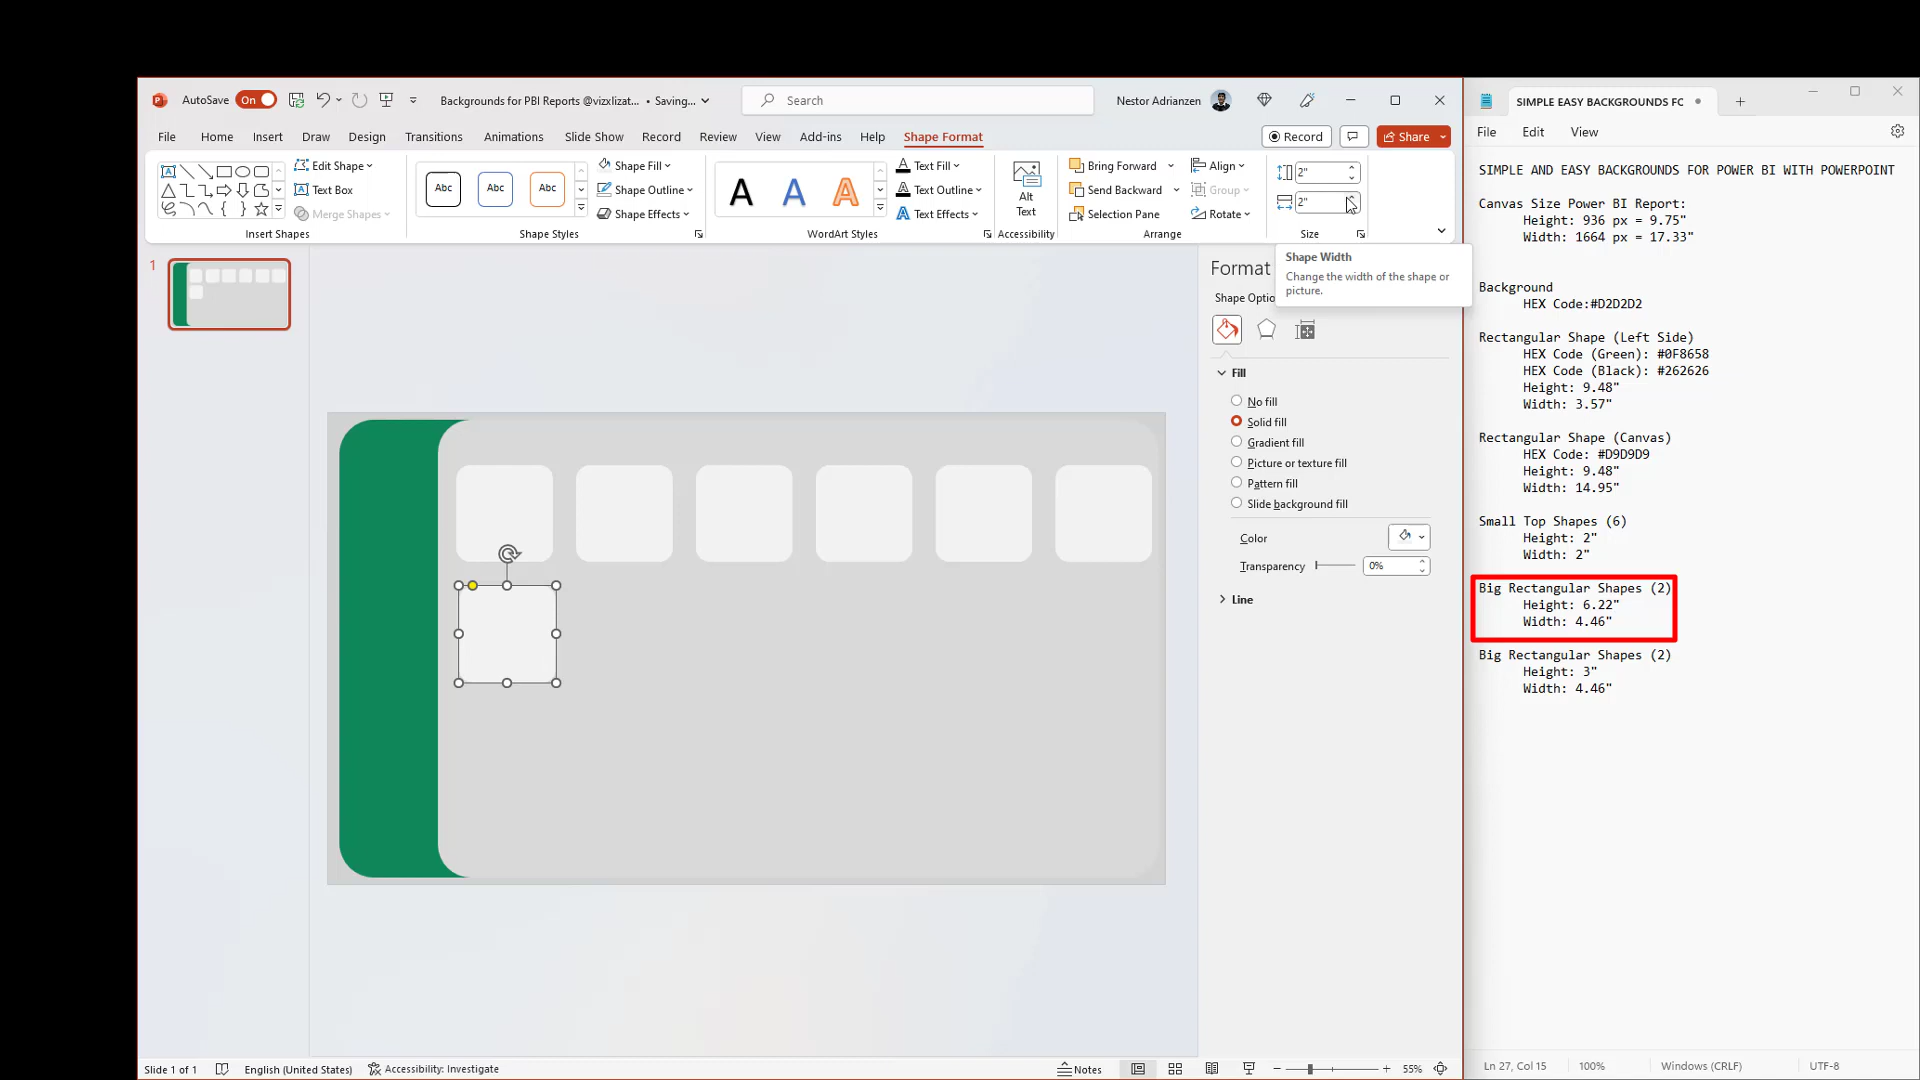 AutoSave On Backgrounds for PBI Reports @vizxlizat... • Saving... Search Nestor Adrianzen
File Home Insert Draw Design Transitions Animations Slide Show Record Review View Add-ins Help Shape Format Record Share
Edit Shape
Text Box
Merge Shapes
Insert Shapes
Abc Abc Abc
Shape Fill
Shape Outline
Shape Effects
Shape Styles
A A A
Text Fill
Text Outline
Text Effects
WordArt Styles
Alt
Text
Accessibility
Bring Forward
Send Backward
Selection Pane
Align
Group
Rotate
Arrange
2"
2"
Size
Shape Width
Change the width of the shape or
picture.
1
Format
Shape Optio
Fill
No fill
Solid fill
Gradient fill
Picture or texture fill
Pattern fill
Slide background fill
Color
Transparency 0%
Line
Slide 1 of 1 English (United States) Accessibility: Investigate Notes 55%
SIMPLE EASY BACKGROUNDS FC
File Edit View
SIMPLE AND EASY BACKGROUNDS FOR POWER BI WITH POWERPOINT
Canvas Size Power BI Report:
Height: 936 px = 9.75"
Width: 1664 px = 17.33"
Background
HEX Code:#D2D2D2
Rectangular Shape (Left Side)
HEX Code (Green): #0F8658
HEX Code (Black): #262626
Height: 9.48"
Width: 3.57"
Rectangular Shape (Canvas)
HEX Code: #D9D9D9
Height: 9.48"
Width: 14.95"
Small Top Shapes (6)
Height: 2"
Width: 2"
Big Rectangular Shapes (2)
Height: 6.22"
Width: 4.46"
Big Rectangular Shapes (2)
Height: 3"
Width: 4.46"
Ln 27, Col 15 100% Windows (CRLF) UTF-8